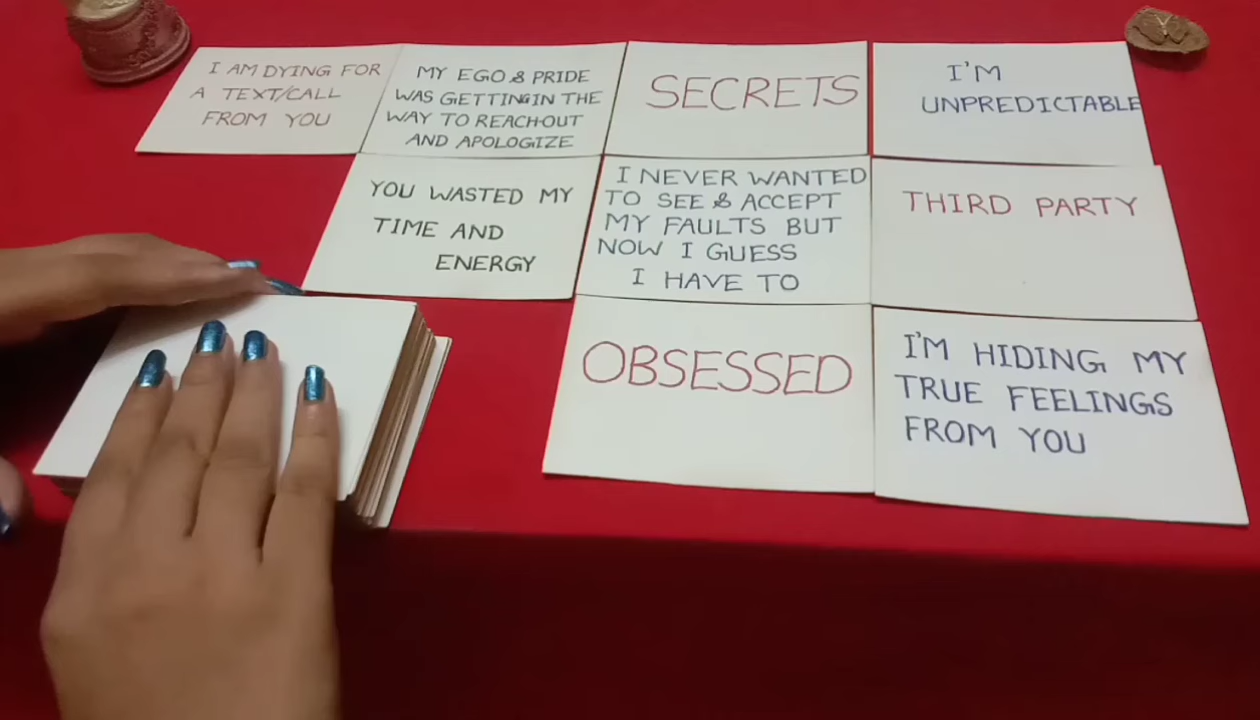 I AM DYING FOR
A TEXT/CALL
FROM YOU
MY EGO & PRIDE
WAS GETTING IN THE
WAY TO REACH-OUT
AND APOLOGIZE
SECRETS
I'M
UNPREDICTABLE
YOU WASTED MY
TIME AND
ENERGY
I NEVER WANTED
TO SEE & ACCEPT
MY FAULTS BUT
NOW I GUESS
I HAVE TO
THIRD PARTY
OBSESSED
I'M HIDING MY
TRUE FEELINGS
FROM YOU